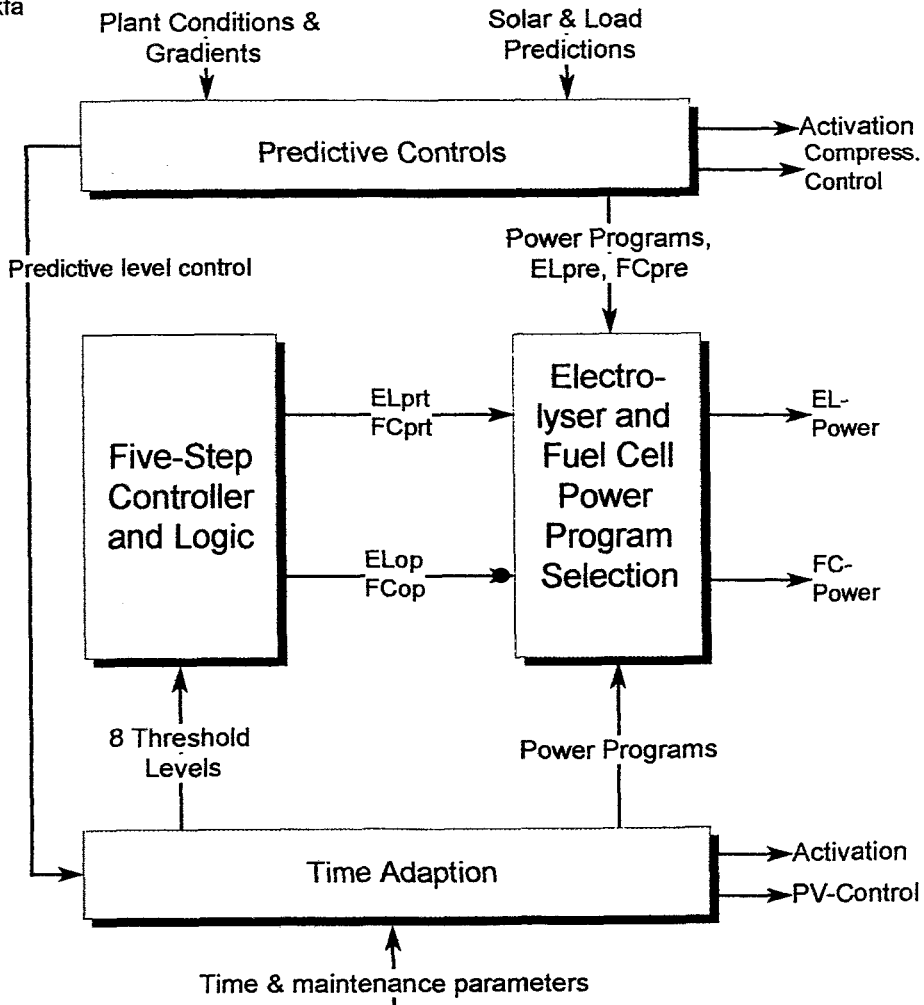 Plant Conditions &
Gradients
Solar & Load
Predictions
Predictive Controls
Activation
Compress.
Control
Power Programs,
ELpre, FCpre
Predictive level control
Five-Step
Controller
and Logic
ELprt
FCprt
ELop
FCop
Electro-
lyser and
Fuel Cell
Power
Program
Selection
EL-
Power
FC-
Power
8 Threshold
Levels
Power Programs
Time Adaption
Activation
PV-Control
Time & maintenance parameters